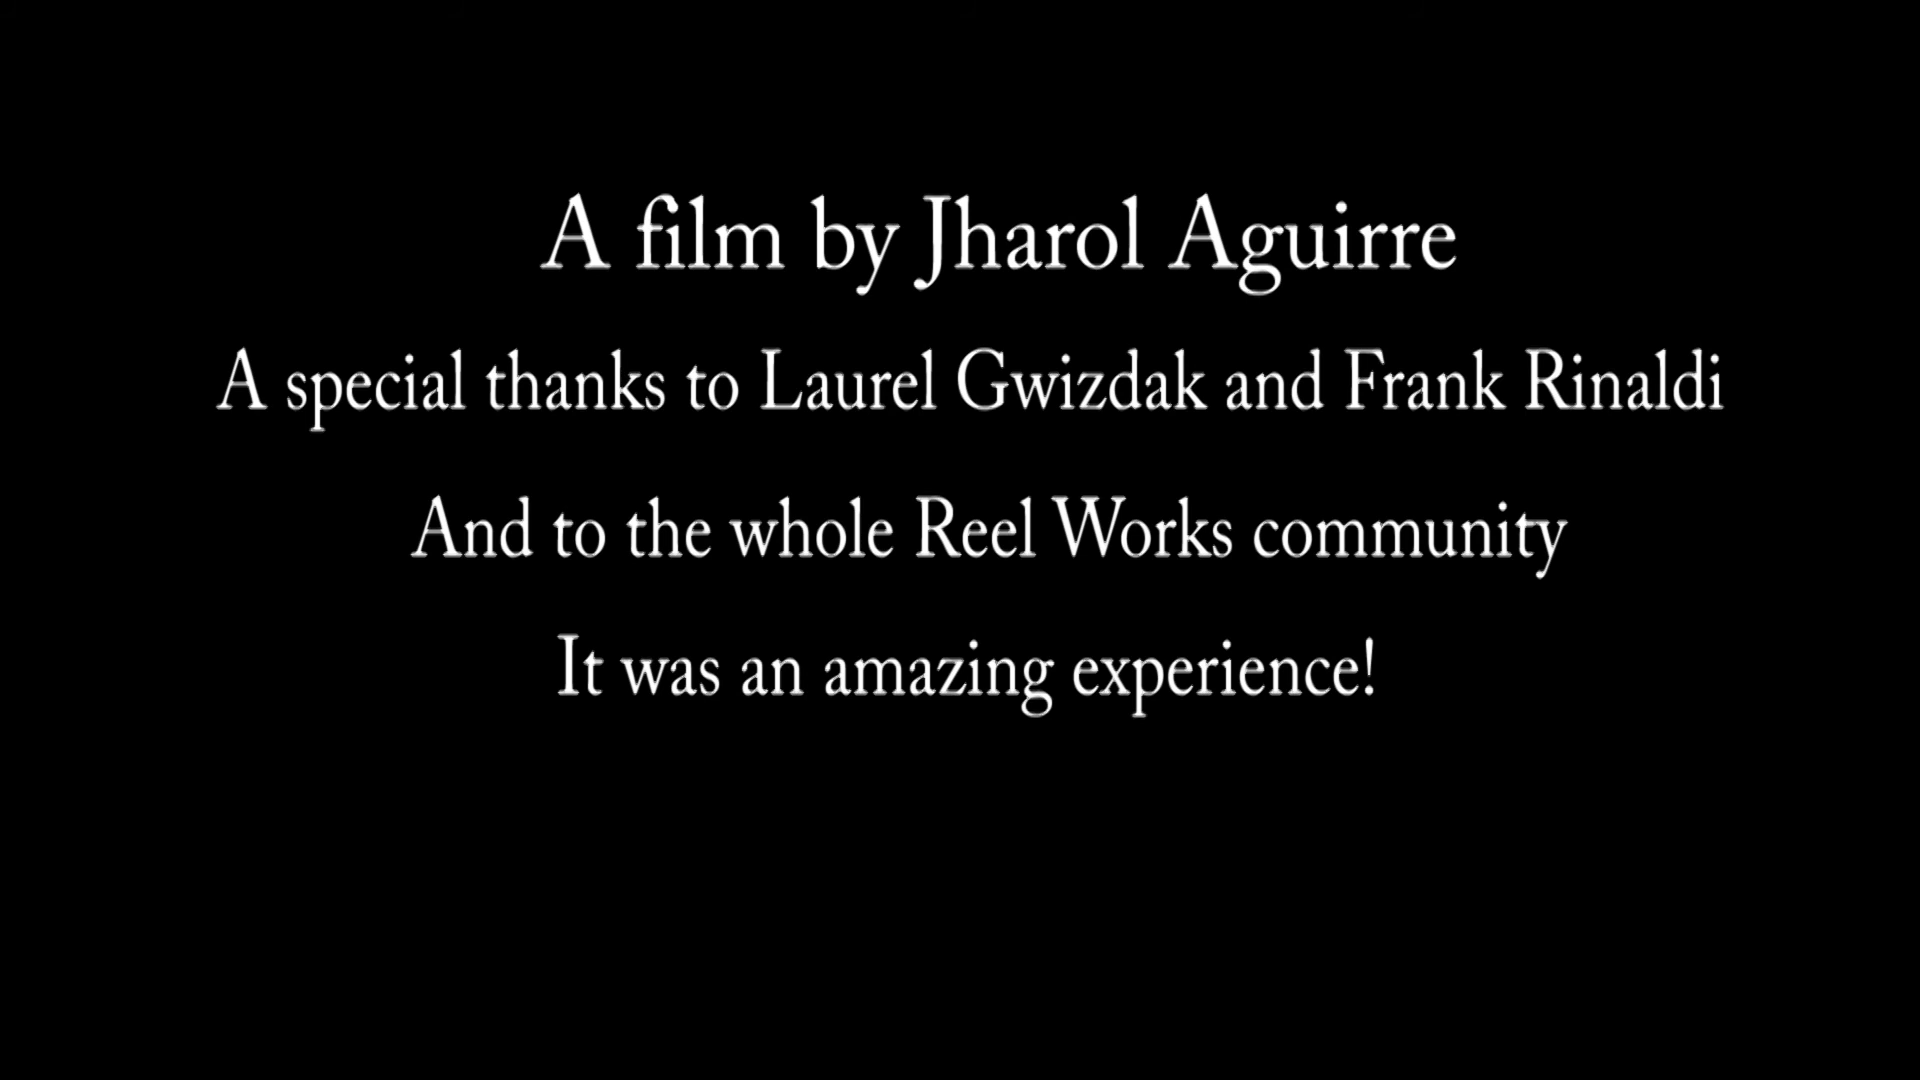 A film by Jharol Aguirre
A special thanks to Laurel Gwizdak and Frank Rinaldi
And to the whole Reel Works community
It was an amazing experience!